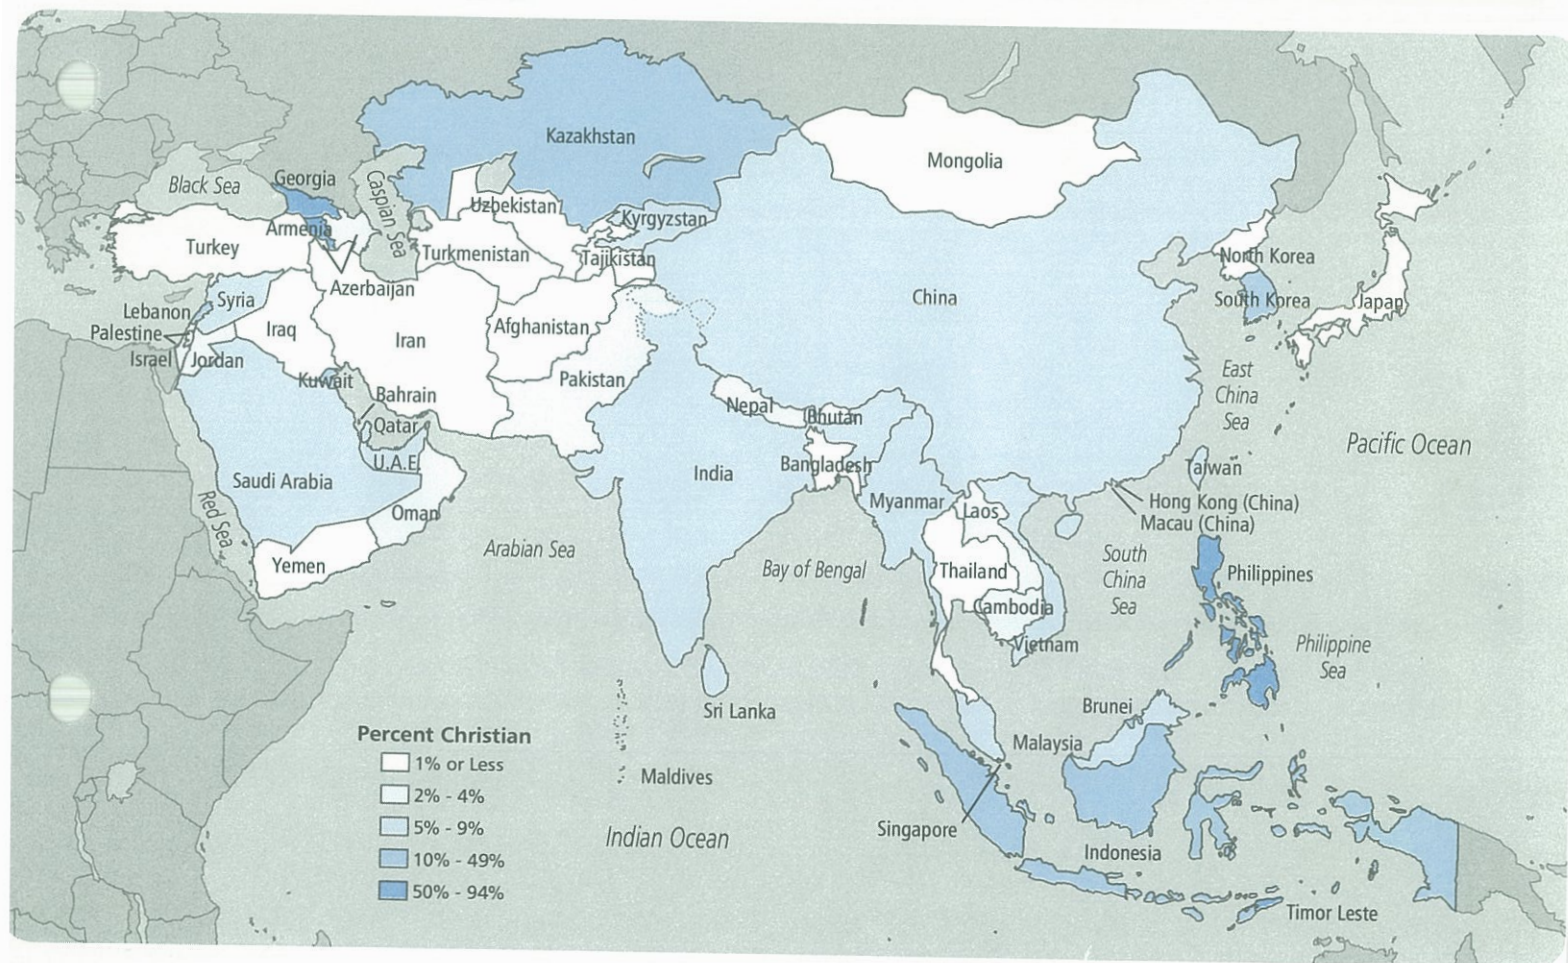 Kazakhstan
Mongolia
Georgia
Black Sea
Caspian Sea
Uzbekistan
Kyrgyzstan
Armenia
Turkey
Turkmenistan
Tajikistan
North Korea
Azerbaijan
Syria
China
South Korea
Japan
Lebanon
Palestine
Israel
Jordan
Iraq
Iran
Afghanistan
Kuwait
Pakistan
East
China
Sea
Bahrain
Nepal
Bhutan
Qatar
Pacific Ocean
U.A.E.
Saudi Arabia
India
Bangladesh
Taiwan
Myanmar
Hong Kong (China)
Laos
Macau (China)
Red Sea
Oman
Arabian Sea
Yemen
Bay of Bengal
Thailand
South
China
Sea
Philippines
Cambodia
Vietnam
Philippine
Sea
Sri Lanka
Brunei
Malaysia
Percent Christian
1% or Less
2% - 4%
5% - 9%
10% - 49%
50% - 94%
Maldives
Indian Ocean
Singapore
Indonesia
Timor Leste